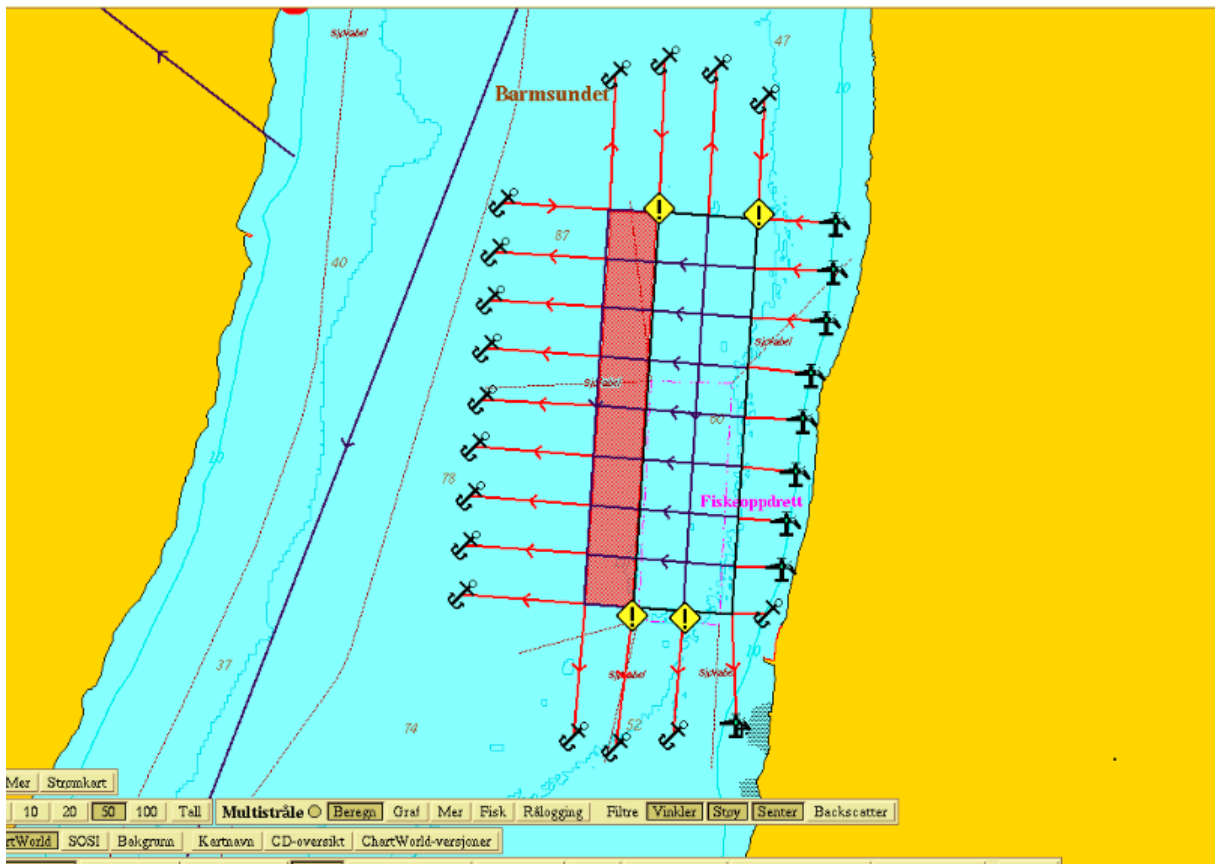 Sjøkabel
47
Barmsundet
10
87
40
Sjøkabel
Sjøkabel
60
10
78
Fiskeoppdrett
10
37
Sjøkabel
Sjøkabel
74
52
Mer Strømkart
10 20 50 100 Tall Multistråle Beregn Graf Mer Fisk Rålogging Filtre Vinkler Støy Senter Backscatter
rtWorld SOSI Bakgrunn Kartnavn CD-oversikt ChartWorld-versjoner